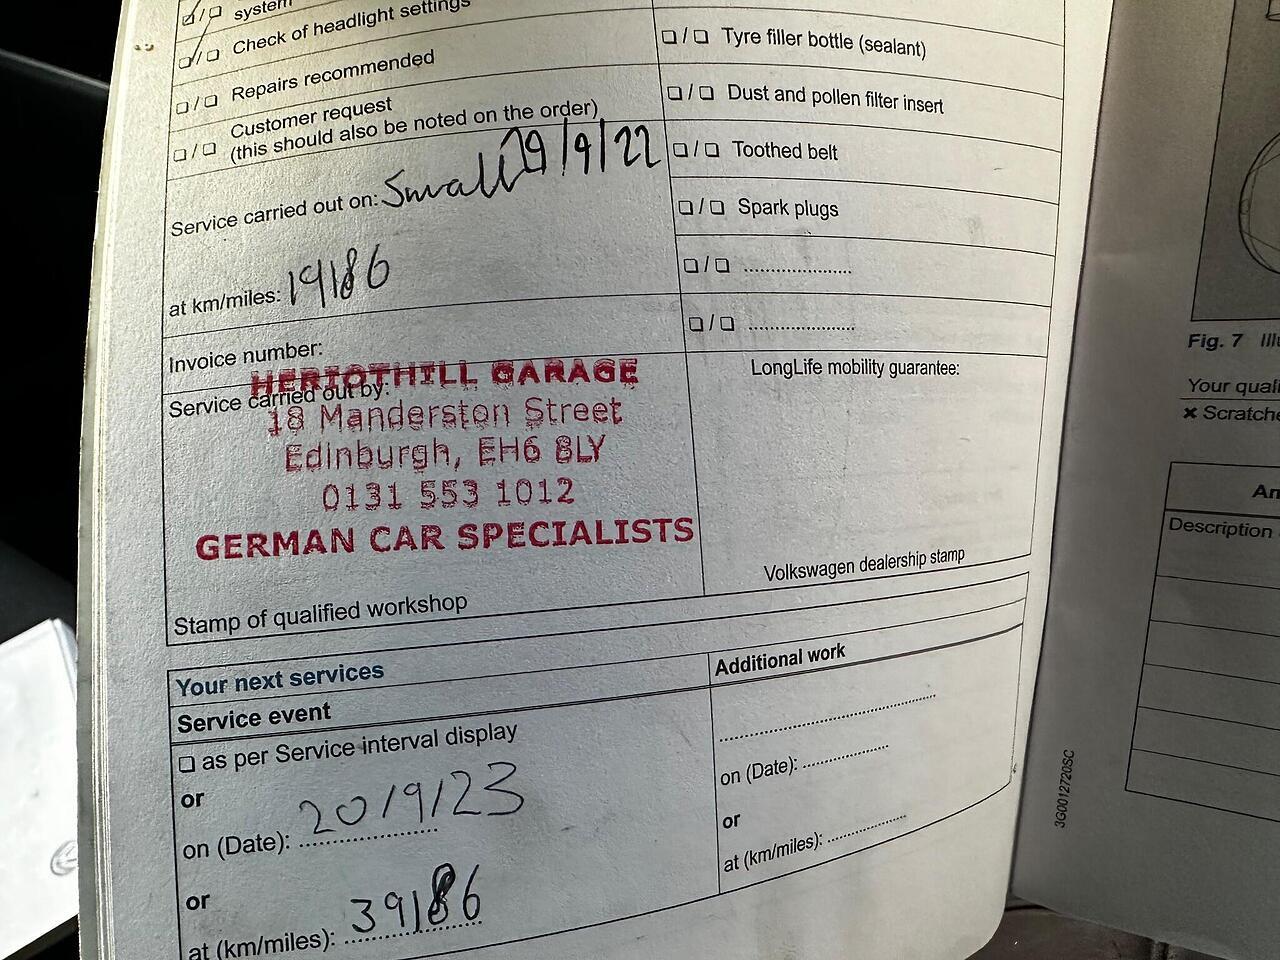 ☑/❑ system
☑/❑ Check of headlight settings
❑/❑ Repairs recommended
❑/❑ Customer request
(this should also be noted on the order)
Service carried out on: Small 19/9/22
at km/miles: 19186
Invoice number:
Service carried out by:
HERIOTHILL GARAGE
18 Manderston Street
Edinburgh, EH6 8LY
0131 553 1012
GERMAN CAR SPECIALISTS
Stamp of qualified workshop
❑/❑ Tyre filler bottle (sealant)
❑/❑ Dust and pollen filter insert
❑/❑ Toothed belt
❑/❑ Spark plugs
❑/❑ .....................
❑/❑ .....................
LongLife mobility guarantee:
Volkswagen dealership stamp
Your next services
Service event
❑ as per Service interval display
or
on (Date): 20/9/23
or
at (km/miles): 39186
Additional work
on (Date): ................
or
at (km/miles): ...............
3G0012720SC
Fig. 7
Your
× 
Description